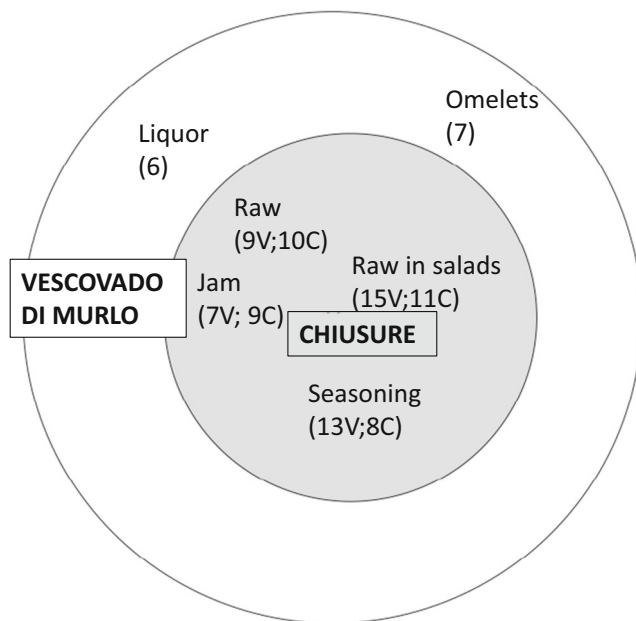 Omelets
(7)
Liquor
(6)
Raw
(9V;10C)
Raw in salads
(15V;11C)
VESCOVADO
DI MURLO
Jam
(7V; 9C)
CHIUSURE
Seasoning
(13V;8C)